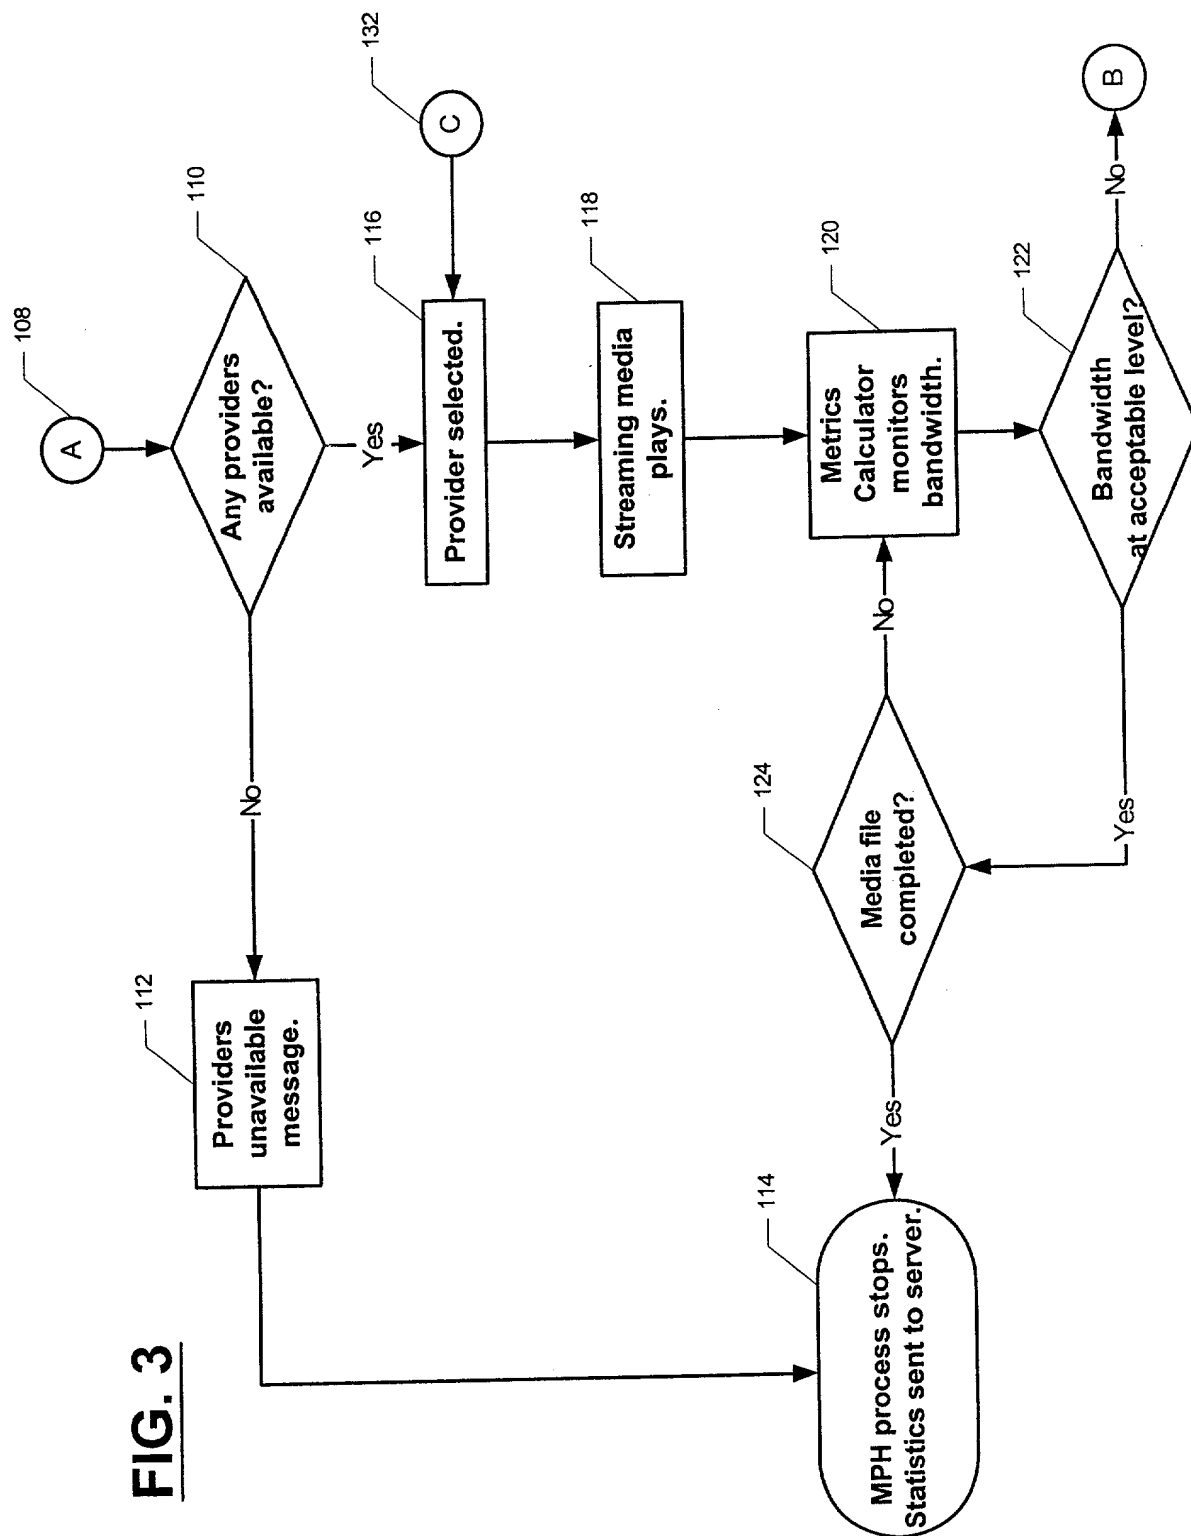 FIG. 3
A
108
Any providers
available?
110
No
Yes
Providers
unavailable
message.
112
Provider selected.
116
C
132
Streaming media
plays.
118
Metrics
Calculator
monitors
bandwidth.
120
Bandwidth
at acceptable level?
122
No
B
Yes
Media file
completed?
124
No
Yes
MPH process stops.
Statistics sent to server.
114